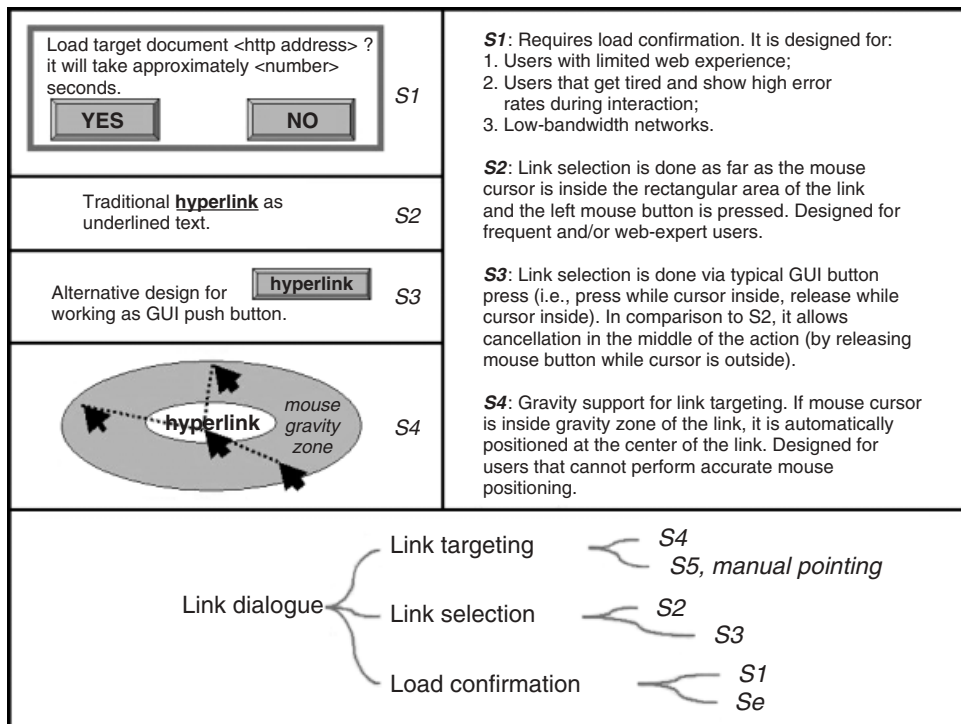 Load target document <http address> ?
it will take approximately <number>
seconds.
YES
NO
S1
Traditional hyperlink as
underlined text.
S2
Alternative design for
hyperlink
working as GUI push button.
S3
hyperlink
mouse
gravity
zone
S4
S1: Requires load confirmation. It is designed for:
1. Users with limited web experience;
2. Users that get tired and show high error
rates during interaction;
3. Low-bandwidth networks.
S2: Link selection is done as far as the mouse
cursor is inside the rectangular area of the link
and the left mouse button is pressed. Designed for
frequent and/or web-expert users.
S3: Link selection is done via typical GUI button
press (i.e., press while cursor inside, release while
cursor inside). In comparison to S2, it allows
cancellation in the middle of the action (by releasing
mouse button while cursor is outside).
S4: Gravity support for link targeting. If mouse cursor
is inside gravity zone of the link, it is automatically
positioned at the center of the link. Designed for
users that cannot perform accurate mouse
positioning.
Link dialogue
Link targeting
S4
S5, manual pointing
Link selection
S2
S3
Load confirmation
S1
Se